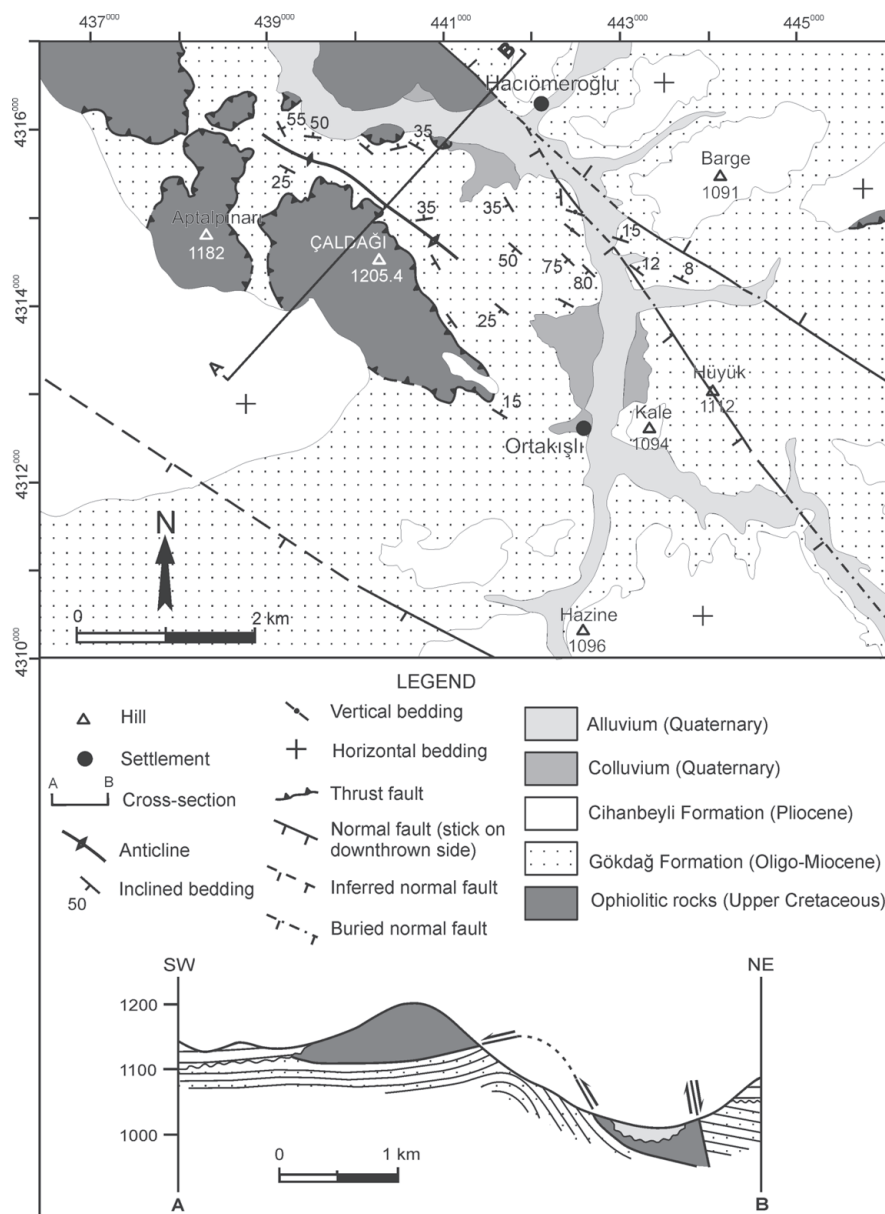 437⁰⁰⁰ 439⁰⁰⁰ 441⁰⁰⁰ 443⁰⁰⁰ 445⁰⁰⁰
B
Hacıömeroğlu
4316⁰⁰⁰
55
50
35
Barge
1091
25
35
35
Aptalpınarı
1182
ÇALDAĞI
1205.4
15
50
75
80
12
8
4314⁰⁰⁰
25
A
Hüyük
1112
15
Kale
1094
Ortakışlı
4312⁰⁰⁰
N
0 2 km
Hazine
1096
4310⁰⁰⁰
LEGEND
Hill
Settlement
A B
Cross-section
Anticline
Inclined bedding
50
Vertical bedding
Horizontal bedding
Thrust fault
Normal fault (stick on
downthrown side)
Inferred normal fault
Buried normal fault
Alluvium (Quaternary)
Colluvium (Quaternary)
Cihanbeyli Formation (Pliocene)
Gökdağ Formation (Oligo-Miocene)
Ophiolitic rocks (Upper Cretaceous)
SW NE
1200
1100
1000
0 1 km
A B